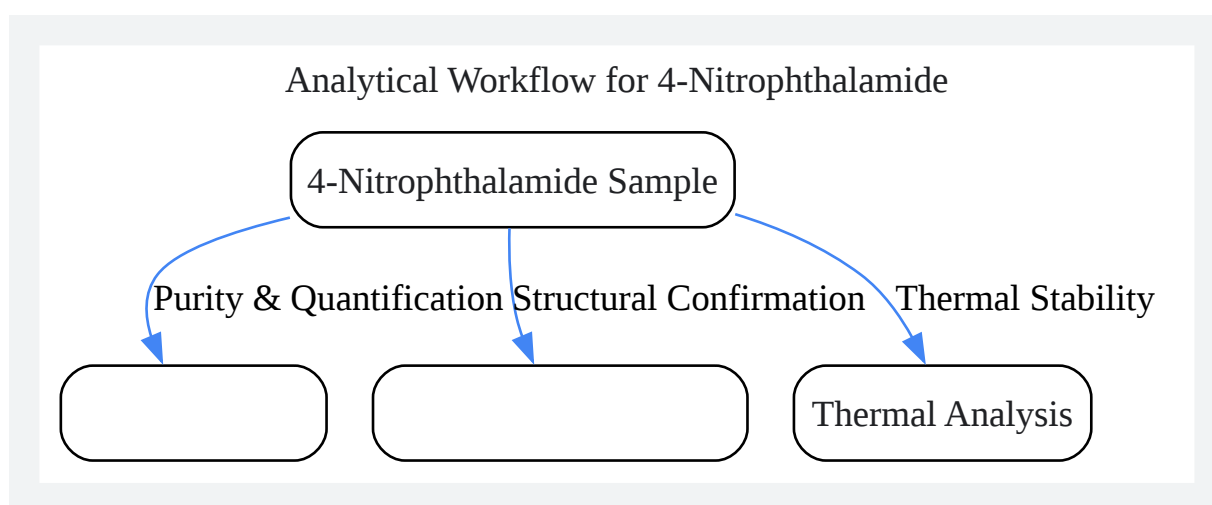 Analytical Workflow for 4-Nitrophthalamide
4-Nitrophthalamide Sample
Purity & Quantification
Structural Confirmation
Thermal Stability
Thermal Analysis